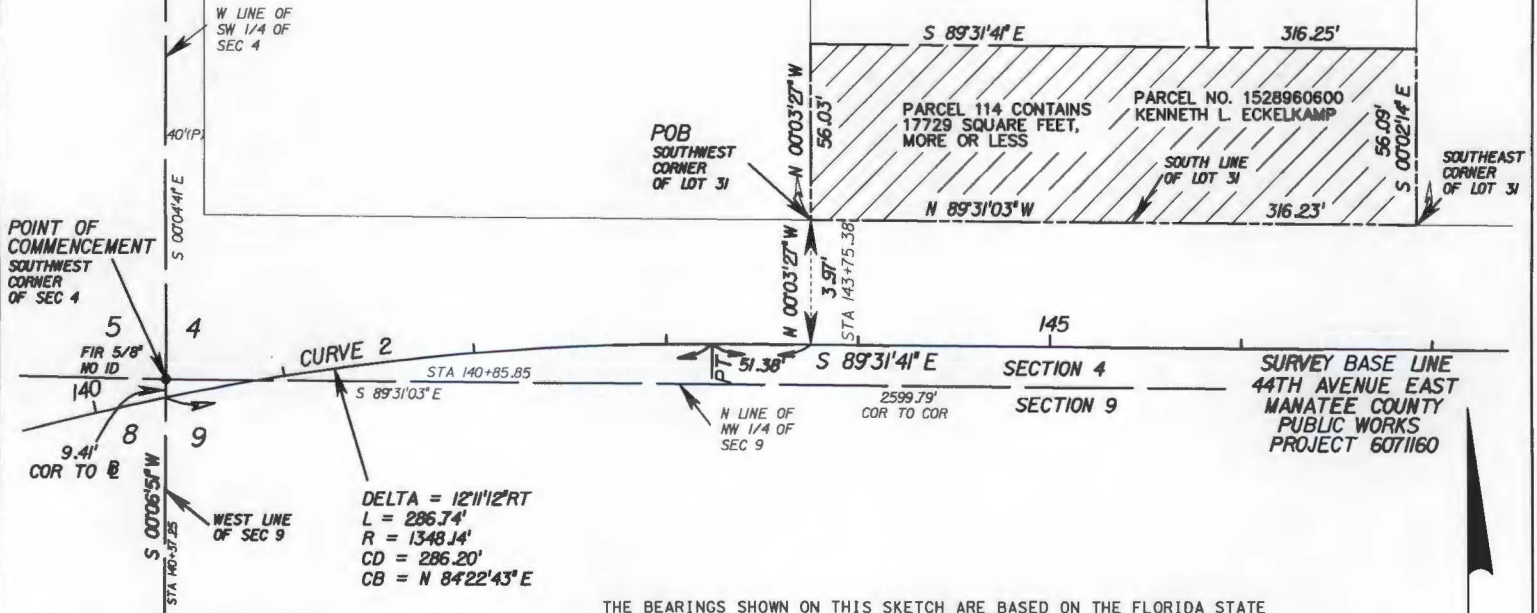 W LINE OF
SW 1/4 OF
SEC 4
S 89°31'41" E
316.25'
40'(P)
S 00°04'41" E
POB
SOUTHWEST
CORNER
OF LOT 31
N 00°03'27" W
56.03'
PARCEL 114 CONTAINS
17729 SQUARE FEET,
MORE OR LESS
PARCEL NO. 1528960600
KENNETH L. ECKELKAMP
SOUTH LINE
OF LOT 31
56.09'
S 00°02'14" E
SOUTHEAST
CORNER
OF LOT 31
N 89°31'03" W
316.23'
POINT OF
COMMENCEMENT
SOUTHWEST
CORNER
OF SEC 4
N 00°03'27" W
3.97'
STA 143+75.38
5
4
FIR 5/8"
NO ID
140
CURVE 2
STA 140+85.85
S 89°31'03" E
PT
51.38'
S 89°31'41" E
145
SECTION 4
2599.79'
COR TO COR
SECTION 9
SURVEY BASE LINE
44TH AVENUE EAST
MANATEE COUNTY
PUBLIC WORKS
PROJECT 6071160
N LINE OF
NW 1/4 OF
SEC 9
8
9
9.41'
COR TO BL
S 00°06'51" W
STA 140+37.25
WEST LINE
OF SEC 9
DELTA = 12°11'12" RT
L = 286.74'
R = 1348.14'
CD = 286.20'
CB = N 84°22'43" E
THE BEARINGS SHOWN ON THIS SKETCH ARE BASED ON THE FLORIDA STATE